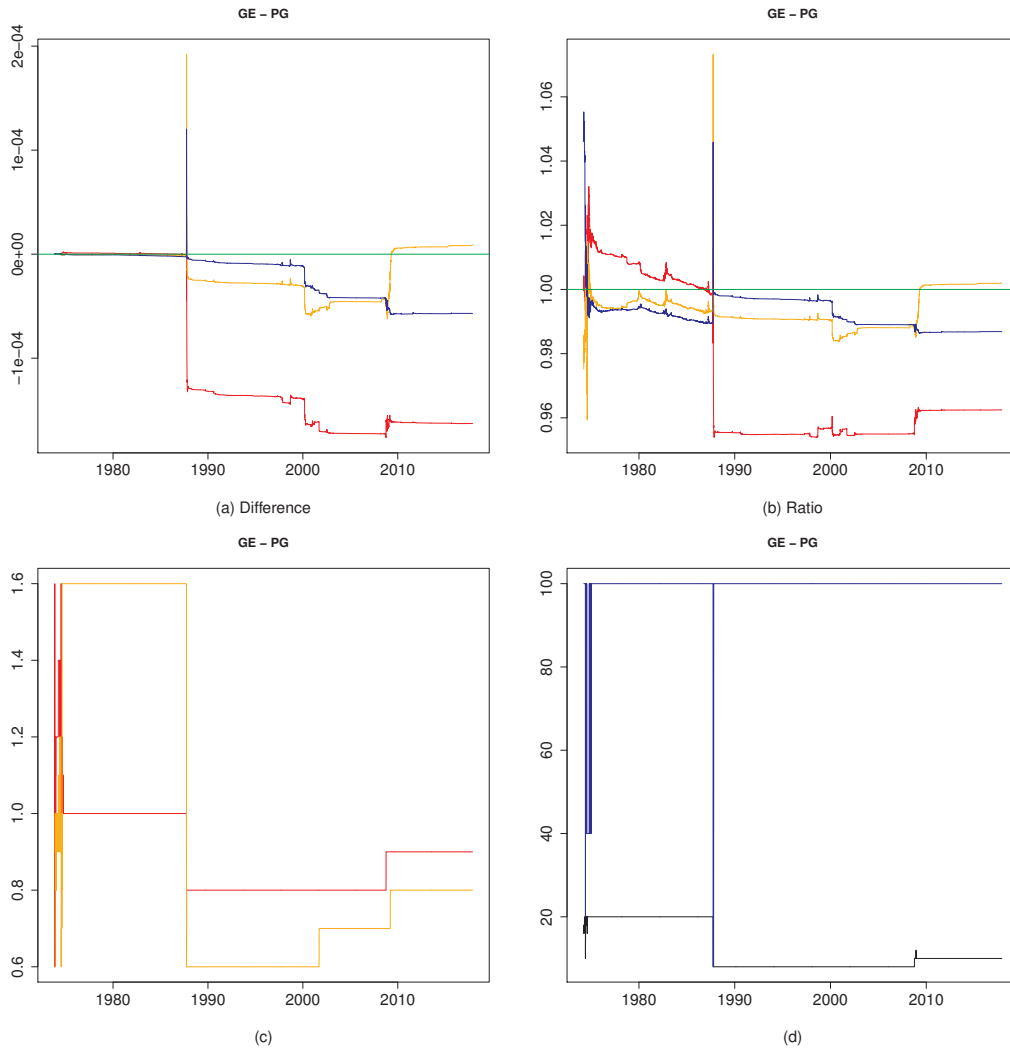 GE − PG
2e−04
1e−04
0e+00
−1e−04
1980 1990 2000 2010
(a) Difference
GE − PG
1.06
1.04
1.02
1.00
0.98
0.96
1980 1990 2000 2010
(b) Ratio
GE − PG
1.6
1.4
1.2
1.0
0.8
0.6
1980 1990 2000 2010
(c)
GE − PG
100
80
60
40
20
1980 1990 2000 2010
(d)